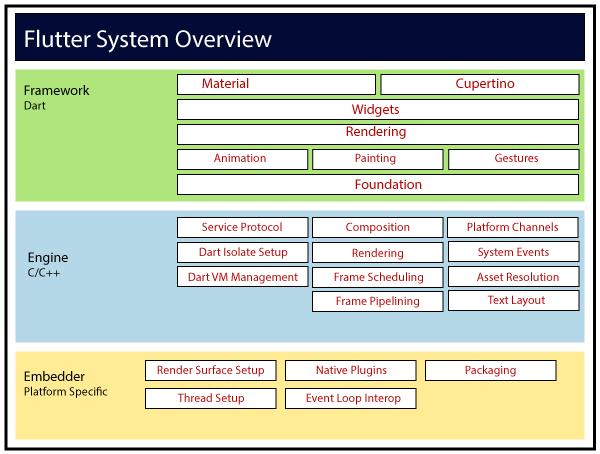 Flutter System Overview
Framework
Dart
Material
Cupertino
Widgets
Rendering
Animation
Painting
Gestures
Foundation
Engine
C/C++
Service Protocol
Composition
Platform Channels
Dart Isolate Setup
Rendering
System Events
Dart VM Management
Frame Scheduling
Asset Resolution
Frame Pipelining
Text Layout
Embedder
Platform Specific
Render Surface Setup
Native Plugins
Packaging
Thread Setup
Event Loop Interop